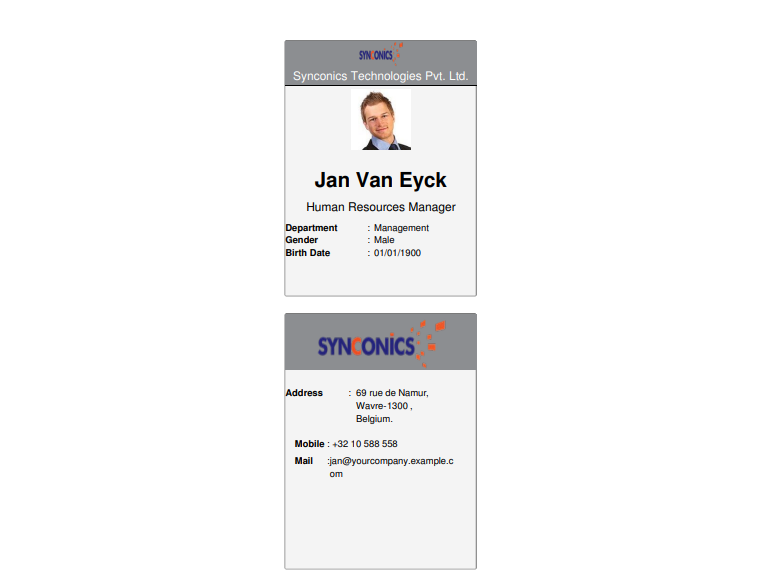 SYNCONICS
Synconics Technologies Pvt. Ltd.
Jan Van Eyck
Human Resources Manager
Department : Management
Gender : Male
Birth Date : 01/01/1900
SYNCONICS
Address : 69 rue de Namur,
Wavre-1300 ,
Belgium.
Mobile : +32 10 588 558
Mail :jan@yourcompany.example.c
om